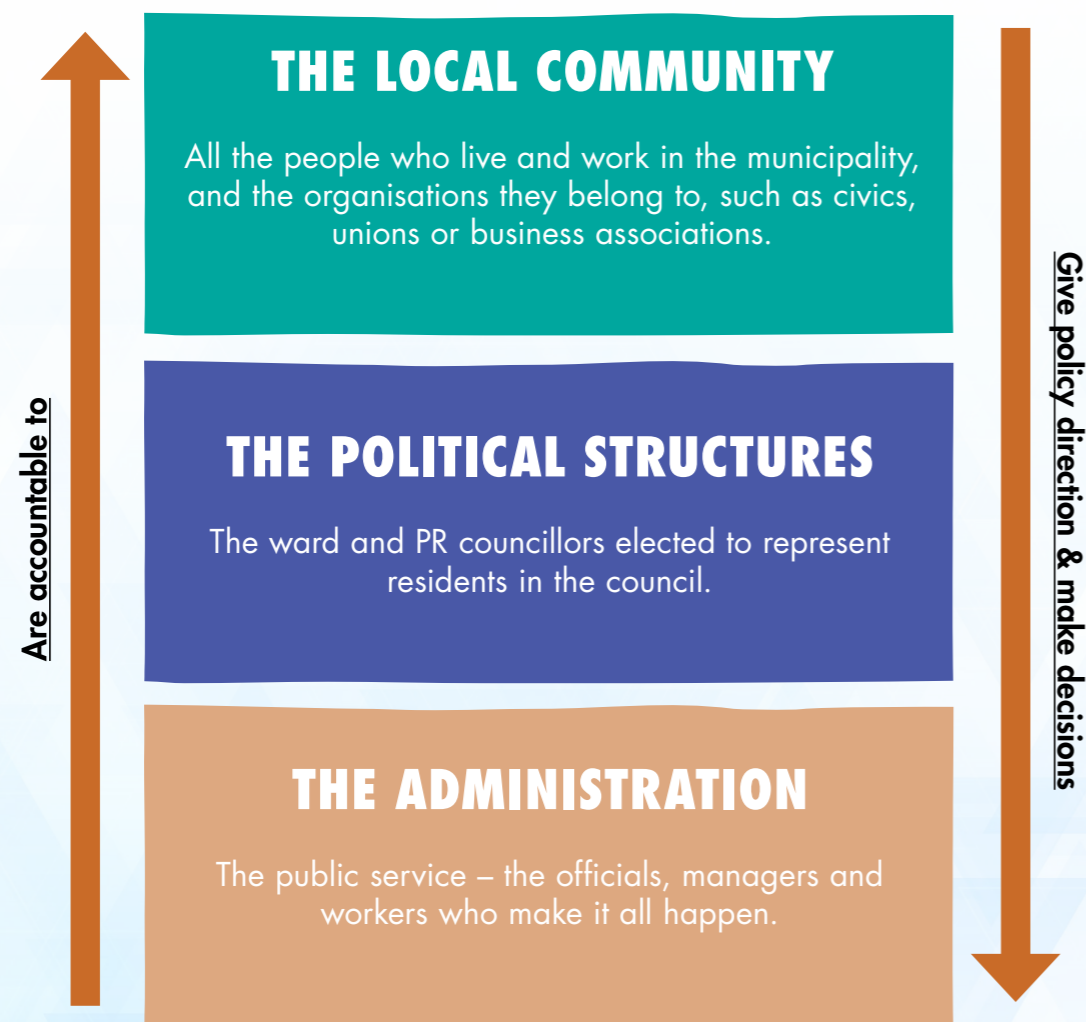 THE LOCAL COMMUNITY
All the people who live and work in the municipality,
and the organisations they belong to, such as civics,
unions or business associations.
Are accountable to
Give policy direction & make decisions
THE POLITICAL STRUCTURES
The ward and PR councillors elected to represent
residents in the council.
THE ADMINISTRATION
The public service – the officials, managers and
workers who make it all happen.